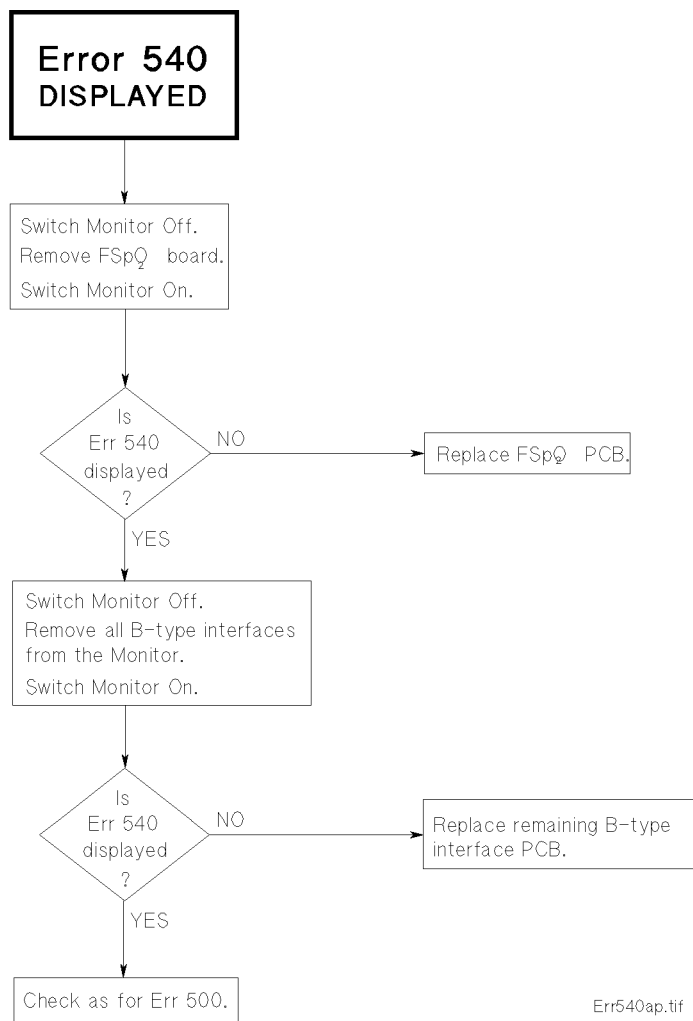 Error 540
DISPLAYED
Switch Monitor Off.
Remove FSpO₂ board.
Switch Monitor On.
Is
Err 540
displayed
?
NO
Replace FSpO₂ PCB.
YES
Switch Monitor Off.
Remove all B-type interfaces
from the Monitor.
Switch Monitor On.
Is
Err 540
displayed
?
NO
Replace remaining B-type
interface PCB.
YES
Check as for Err 500.
Err540ap.tif